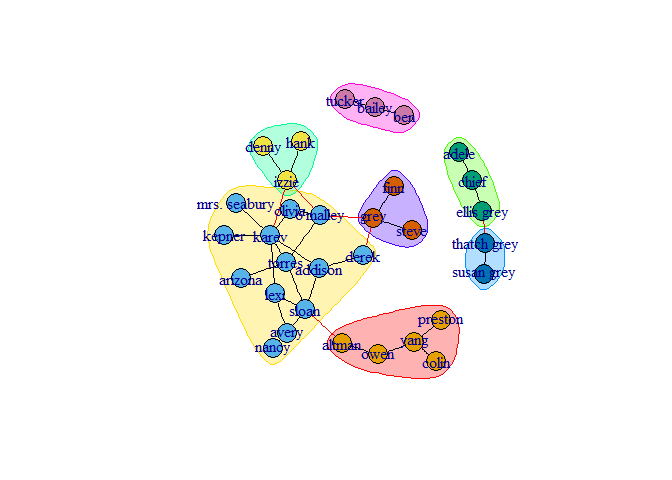 tucker
bailey
ben
denny
hank
izzie
adele
chief
ellis grey
thatch grey
susan grey
finn
grey
steve
mrs. seabury
olivia
o'malley
kepner
karev
derek
torres
addison
arizona
lexi
sloan
avery
nancy
altman
owen
yang
preston
colin